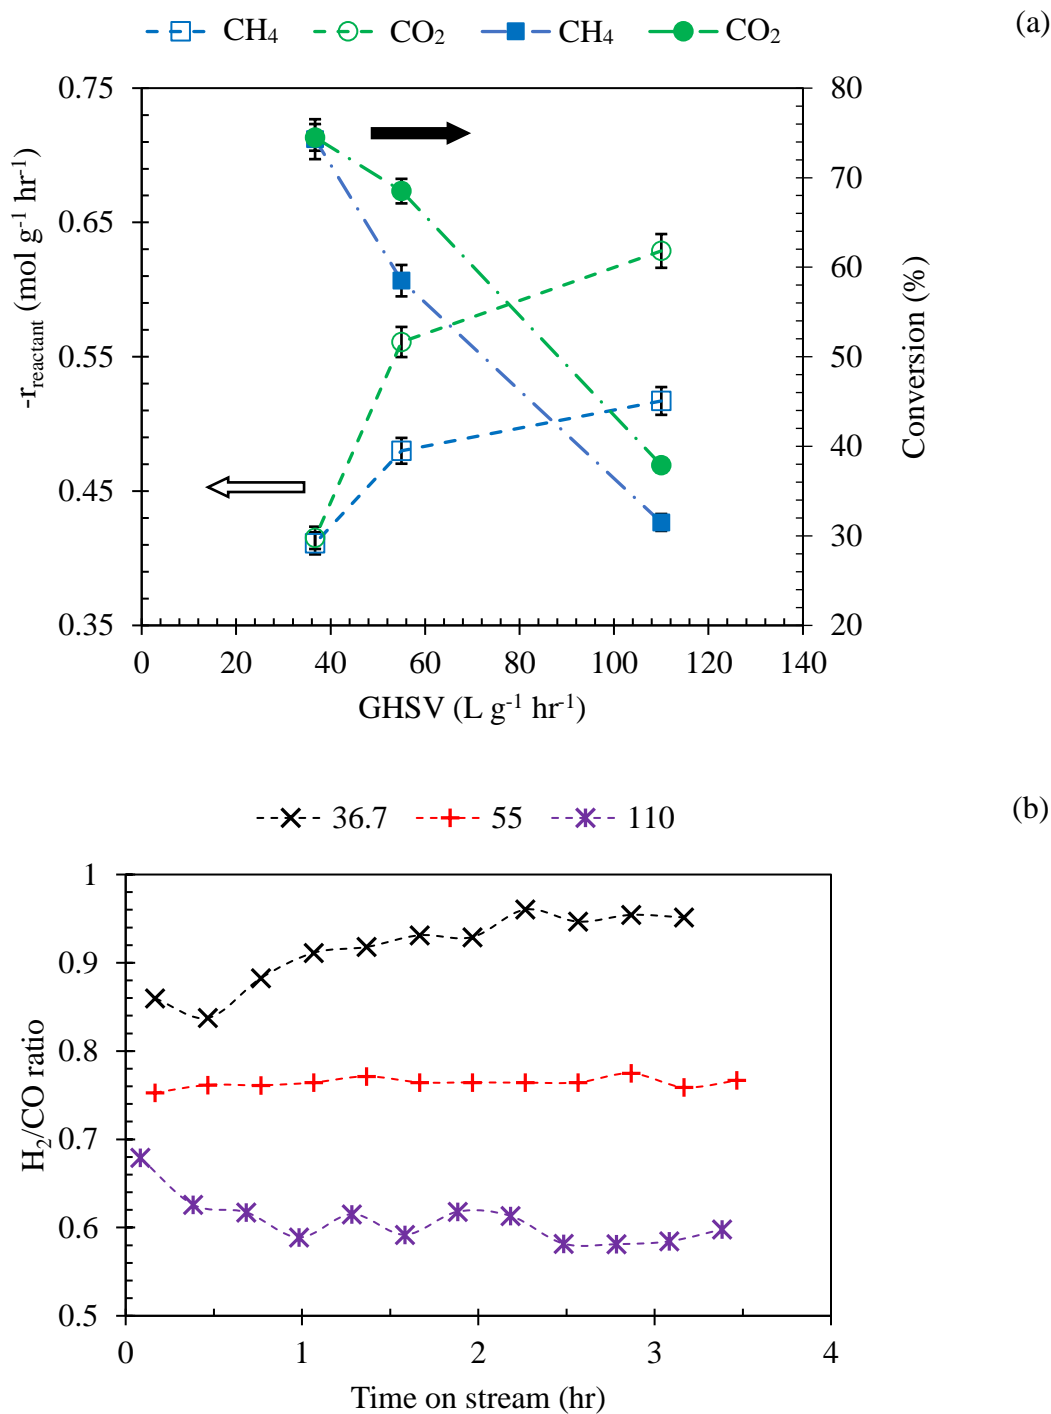 CH4 CO2 CH4 CO2
(a)
0.75
0.65
0.55
0.45
0.35
-rreactant (mol g-1 hr-1)
80
70
60
50
40
30
20
Conversion (%)
0 20 40 60 80 100 120 140
GHSV (L g-1 hr-1)
36.7 55 110
(b)
1
0.9
0.8
0.7
0.6
0.5
H2/CO ratio
0 1 2 3 4
Time on stream (hr)